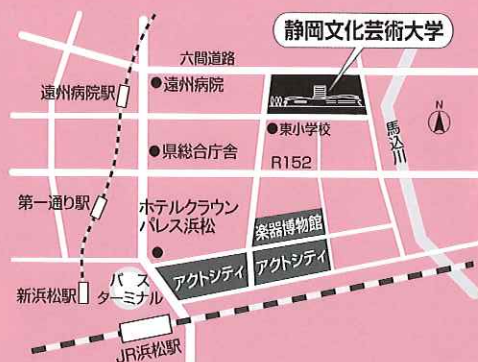 静岡文化芸術大学
六間道路
遠州病院駅
遠州病院
N
東小学校
馬込川
県総合庁舎
R152
第一通り駅
ホテルクラウン
パレス浜松
楽器博物館
アクトシティ
アクトシティ
新浜松駅
バス
ターミナル
JR浜松駅